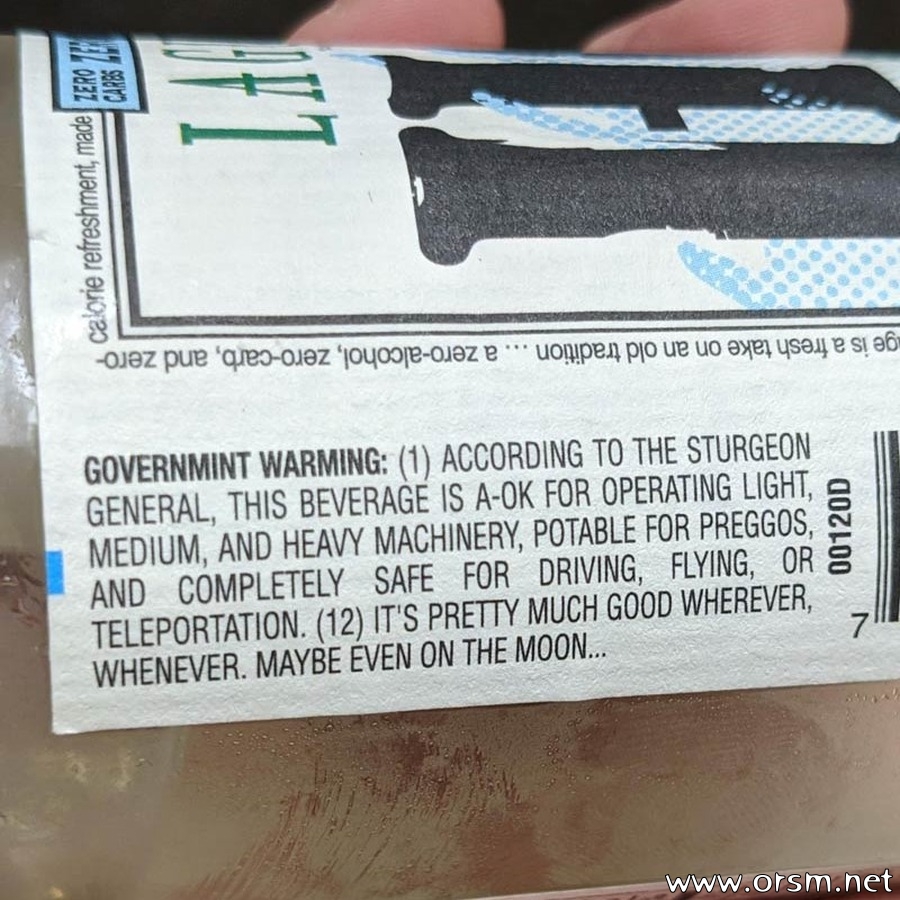 ZERO ZE
CARBS
LAG
calorie refreshment, made
ge is a fresh take on an old tradition ... a zero-alcohol, zero-carb, and zero-
GOVERNMINT WARMING: (1) ACCORDING TO THE STURGEON
GENERAL, THIS BEVERAGE IS A-OK FOR OPERATING LIGHT,
MEDIUM, AND HEAVY MACHINERY, POTABLE FOR PREGGOS,
AND COMPLETELY SAFE FOR DRIVING, FLYING, OR
TELEPORTATION. (12) IT'S PRETTY MUCH GOOD WHEREVER,
WHENEVER. MAYBE EVEN ON THE MOON...
00120D
7
www.orsm.net